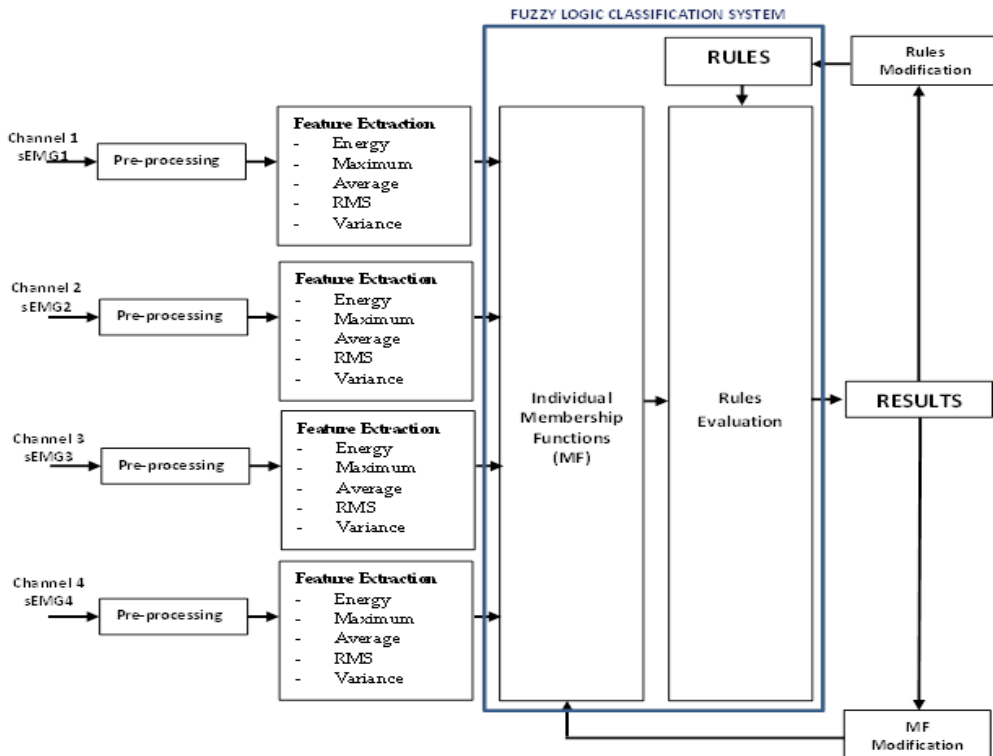 FUZZY LOGIC CLASSIFICATION SYSTEM
RULES
Rules
Modification
Channel 1
sEMG1
Pre-processing
Feature Extraction
- Energy
- Maximum
- Average
- RMS
- Variance
Channel 2
sEMG2
Pre-processing
Feature Extraction
- Energy
- Maximum
- Average
- RMS
- Variance
Channel 3
sEMG3
Pre-processing
Feature Extraction
- Energy
- Maximum
- Average
- RMS
- Variance
Channel 4
sEMG4
Pre-processing
Feature Extraction
- Energy
- Maximum
- Average
- RMS
- Variance
Individual
Membership
Functions
(MF)
Rules
Evaluation
RESULTS
MF
Modification